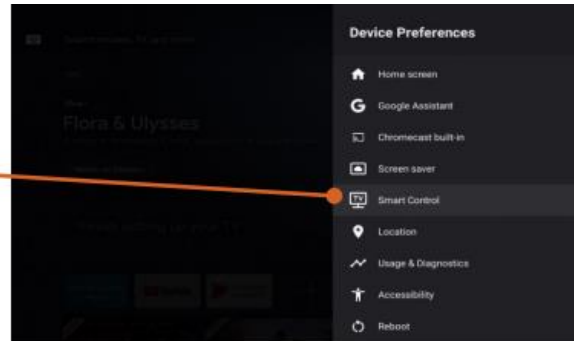 Device Preferences
Home screen
Google Assistant
Chromecast built-in
Screen saver
TV
Smart Control
Location
Usage & Diagnostics
Accessibility
Reboot
Flora & Ulysses